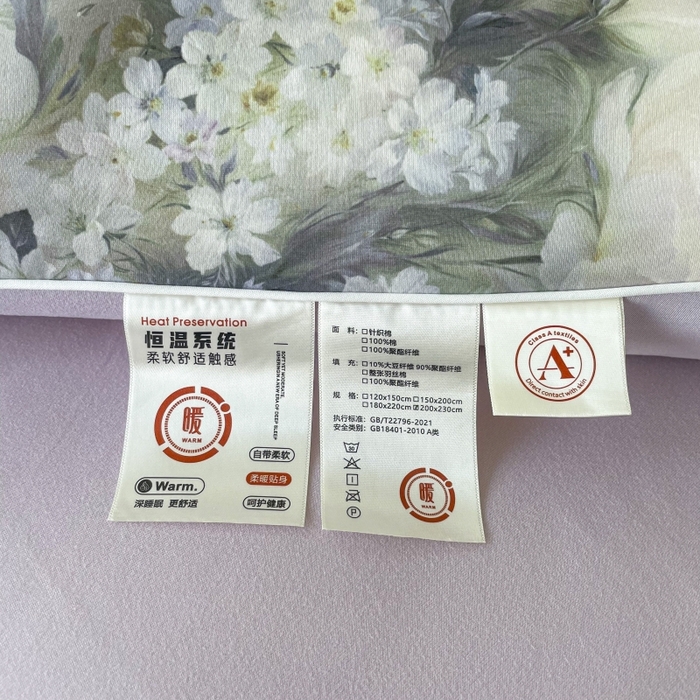 Heat Preservation
恒温系统
柔软舒适触感
暖
WARM
自带柔软
Warm.
柔暖贴身
深睡眠 更舒适
呵护健康
面 料：□针织棉
□100%棉
□100%聚酯纤维
填 充：□10%大豆纤维 90%聚酯纤维
□整张羽丝棉
□100%聚酯纤维
规 格：□120x150cm □150x200cm
□180x220cm ☑200x230cm
执行标准：GB/T22796-2021
安全类别：GB18401-2010 A类
P
暖
WARM
Class A textiles
A+
Direct contact with skin